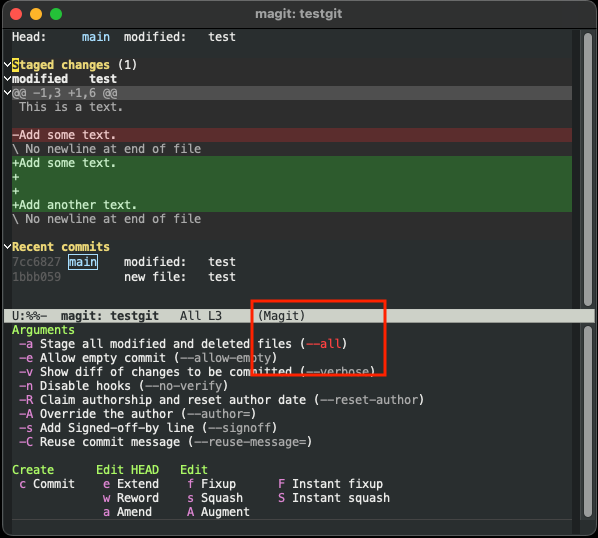 magit: testgit
Head:     main  modified:   test
Staged changes (1)
modified   test
@@ -1,3 +1,6 @@
 This is a text.
-Add some text.
\ No newline at end of file
+Add some text.
+
+
+Add another text.
\ No newline at end of file
Recent commits
7cc6827 main    modified:   test
1bbb059         new file:   test
U:%%-  magit: testgit   All L3     (Magit)
Arguments
 -a Stage all modified and deleted files (--all)
 -e Allow empty commit (--allow-empty)
 -v Show diff of changes to be committed (--verbose)
 -n Disable hooks (--no-verify)
 -R Claim authorship and reset author date (--reset-author)
 -A Override the author (--author=)
 -s Add Signed-off-by line (--signoff)
 -C Reuse commit message (--reuse-message=)
Create      Edit HEAD   Edit
 c Commit    e Extend    f Fixup      F Instant fixup
             w Reword    s Squash     S Instant squash
             a Amend     A Augment